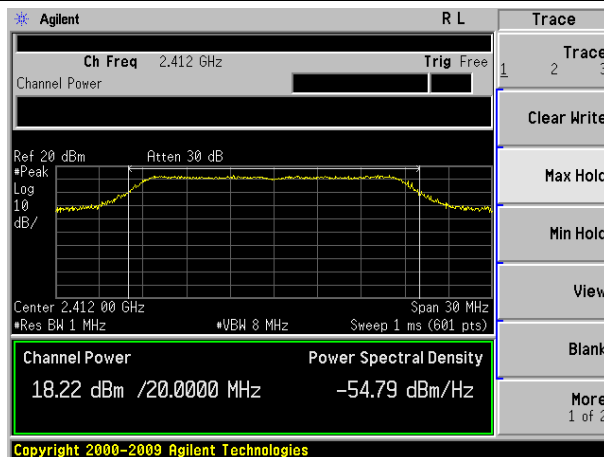 Agilent R L Trace
Ch Freq 2.412 GHz Trig Free
Channel Power
Trace
1 2 3
Clear Write
Max Hold
Min Hold
View
Blank
More
1 of 2
Ref 20 dBm Atten 30 dB
#Peak
Log
10
dB/
Center 2.412 00 GHz Span 30 MHz
#Res BW 1 MHz #VBW 8 MHz Sweep 1 ms (601 pts)
Channel Power Power Spectral Density
18.22 dBm /20.0000 MHz -54.79 dBm/Hz
Copyright 2000-2009 Agilent Technologies